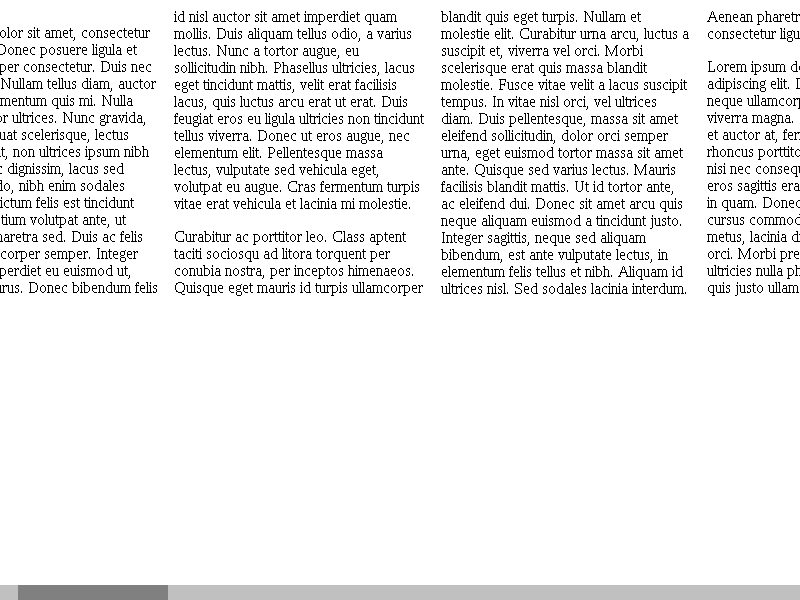 olor sit amet, consectetur
Donec posuere ligula et
per consectetur. Duis nec
Nullam tellus diam, auctor
mentum quis mi. Nulla
or ultrices. Nunc gravida,
uat scelerisque, lectus
t, non ultrices ipsum nibh
dignissim, lacus sed
do, nibh enim sodales
ictum felis est tincidunt
tium volutpat ante, ut
haretra sed. Duis ac felis
corper semper. Integer
perdiet eu euismod ut,
urus. Donec bibendum felis
id nisl auctor sit amet imperdiet quam
mollis. Duis aliquam tellus odio, a varius
lectus. Nunc a tortor augue, eu
sollicitudin nibh. Phasellus ultricies, lacus
eget tincidunt mattis, velit erat facilisis
lacus, quis luctus arcu erat ut erat. Duis
feugiat eros eu ligula ultricies non tincidunt
tellus viverra. Donec ut eros augue, nec
elementum elit. Pellentesque massa
lectus, vulputate sed vehicula eget,
volutpat eu augue. Cras fermentum turpis
vitae erat vehicula et lacinia mi molestie.
Curabitur ac porttitor leo. Class aptent
taciti sociosqu ad litora torquent per
conubia nostra, per inceptos himenaeos.
Quisque eget mauris id turpis ullamcorper
blandit quis eget turpis. Nullam et
molestie elit. Curabitur urna arcu, luctus a
suscipit et, viverra vel orci. Morbi
scelerisque erat quis massa blandit
molestie. Fusce vitae velit a lacus suscipit
tempus. In vitae nisl orci, vel ultrices
diam. Duis pellentesque, massa sit amet
eleifend sollicitudin, dolor orci semper
urna, eget euismod tortor massa sit amet
ante. Quisque sed varius lectus. Mauris
facilisis blandit mattis. Ut id tortor ante,
ac eleifend dui. Donec sit amet arcu quis
neque aliquam euismod a tincidunt justo.
Integer sagittis, neque sed aliquam
bibendum, est ante vulputate lectus, in
elementum felis tellus et nibh. Aliquam id
ultrices nisl. Sed sodales lacinia interdum.
Aenean pharetr
consectetur ligu
Lorem ipsum do
adipiscing elit. D
neque ullamcorp
viverra magna.
et auctor at, fer
rhoncus porttito
nisi nec consequ
eros sagittis era
in quam. Donec
cursus commod
metus, lacinia di
orci. Morbi pre
ultricies nulla ph
quis justo ullam